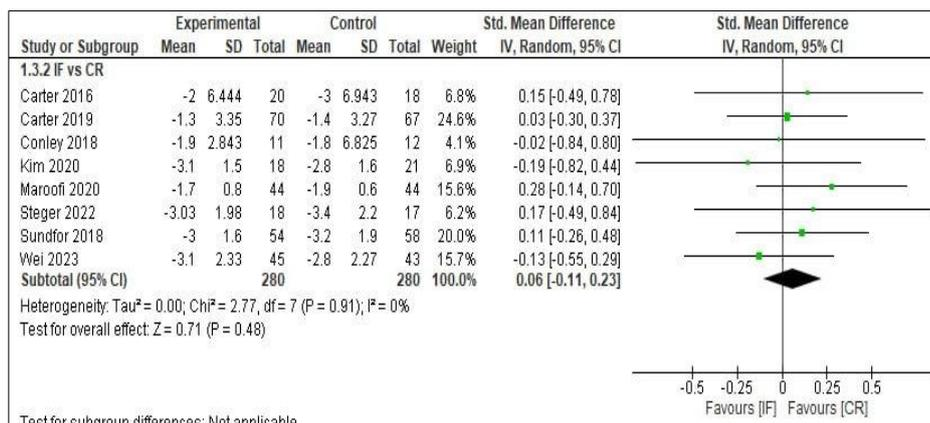 Experimental Control Std. Mean Difference Std. Mean Difference
Study or Subgroup Mean SD Total Mean SD Total Weight IV, Random, 95% CI IV, Random, 95% CI
1.3.2 IF vs CR
Carter 2016 -2 6.444 20 -3 6.943 18 6.8% 0.15 [-0.49, 0.78]
Carter 2019 -1.3 3.35 70 -1.4 3.27 67 24.6% 0.03 [-0.30, 0.37]
Conley 2018 -1.9 2.843 11 -1.8 6.825 12 4.1% -0.02 [-0.84, 0.80]
Kim 2020 -3.1 1.5 18 -2.8 1.6 21 6.9% -0.19 [-0.82, 0.44]
Maroofi 2020 -1.7 0.8 44 -1.9 0.6 44 15.6% 0.28 [-0.14, 0.70]
Steger 2022 -3.03 1.98 18 -3.4 2.2 17 6.2% 0.17 [-0.49, 0.84]
Sundfor 2018 -3 1.6 54 -3.2 1.9 58 20.0% 0.11 [-0.26, 0.48]
Wei 2023 -3.1 2.33 45 -2.8 2.27 43 15.7% -0.13 [-0.55, 0.29]
Subtotal (95% CI) 280 280 100.0% 0.06 [-0.11, 0.23]
Heterogeneity: Tau² = 0.00; Chi² = 2.77, df = 7 (P = 0.91); I² = 0%
Test for overall effect: Z = 0.71 (P = 0.48)
-0.5 -0.25 0 0.25 0.5
Favours [IF] Favours [CR]
Test for subgroup differences: Not applicable